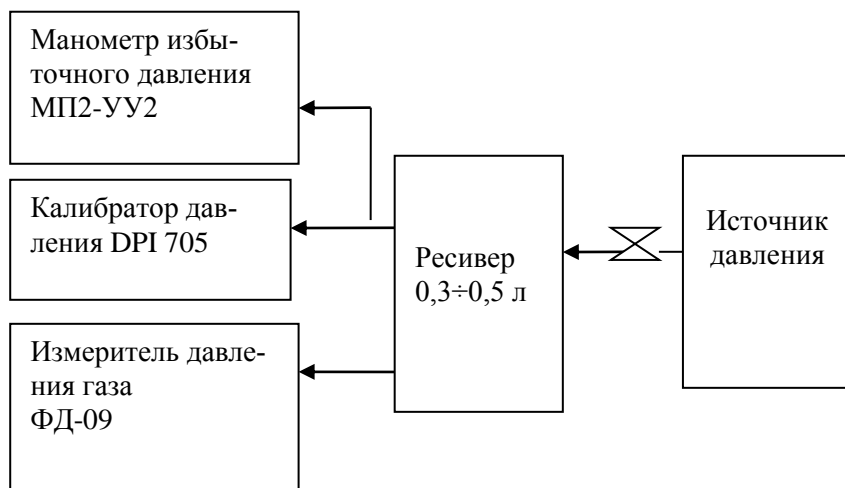 Манометр избы-
точного давления
МП2-УУ2
Калибратор дав-
ления DPI 705
Измеритель давле-
ния газа
ФД-09
Ресивер
0,3÷0,5 л
Источник
давления